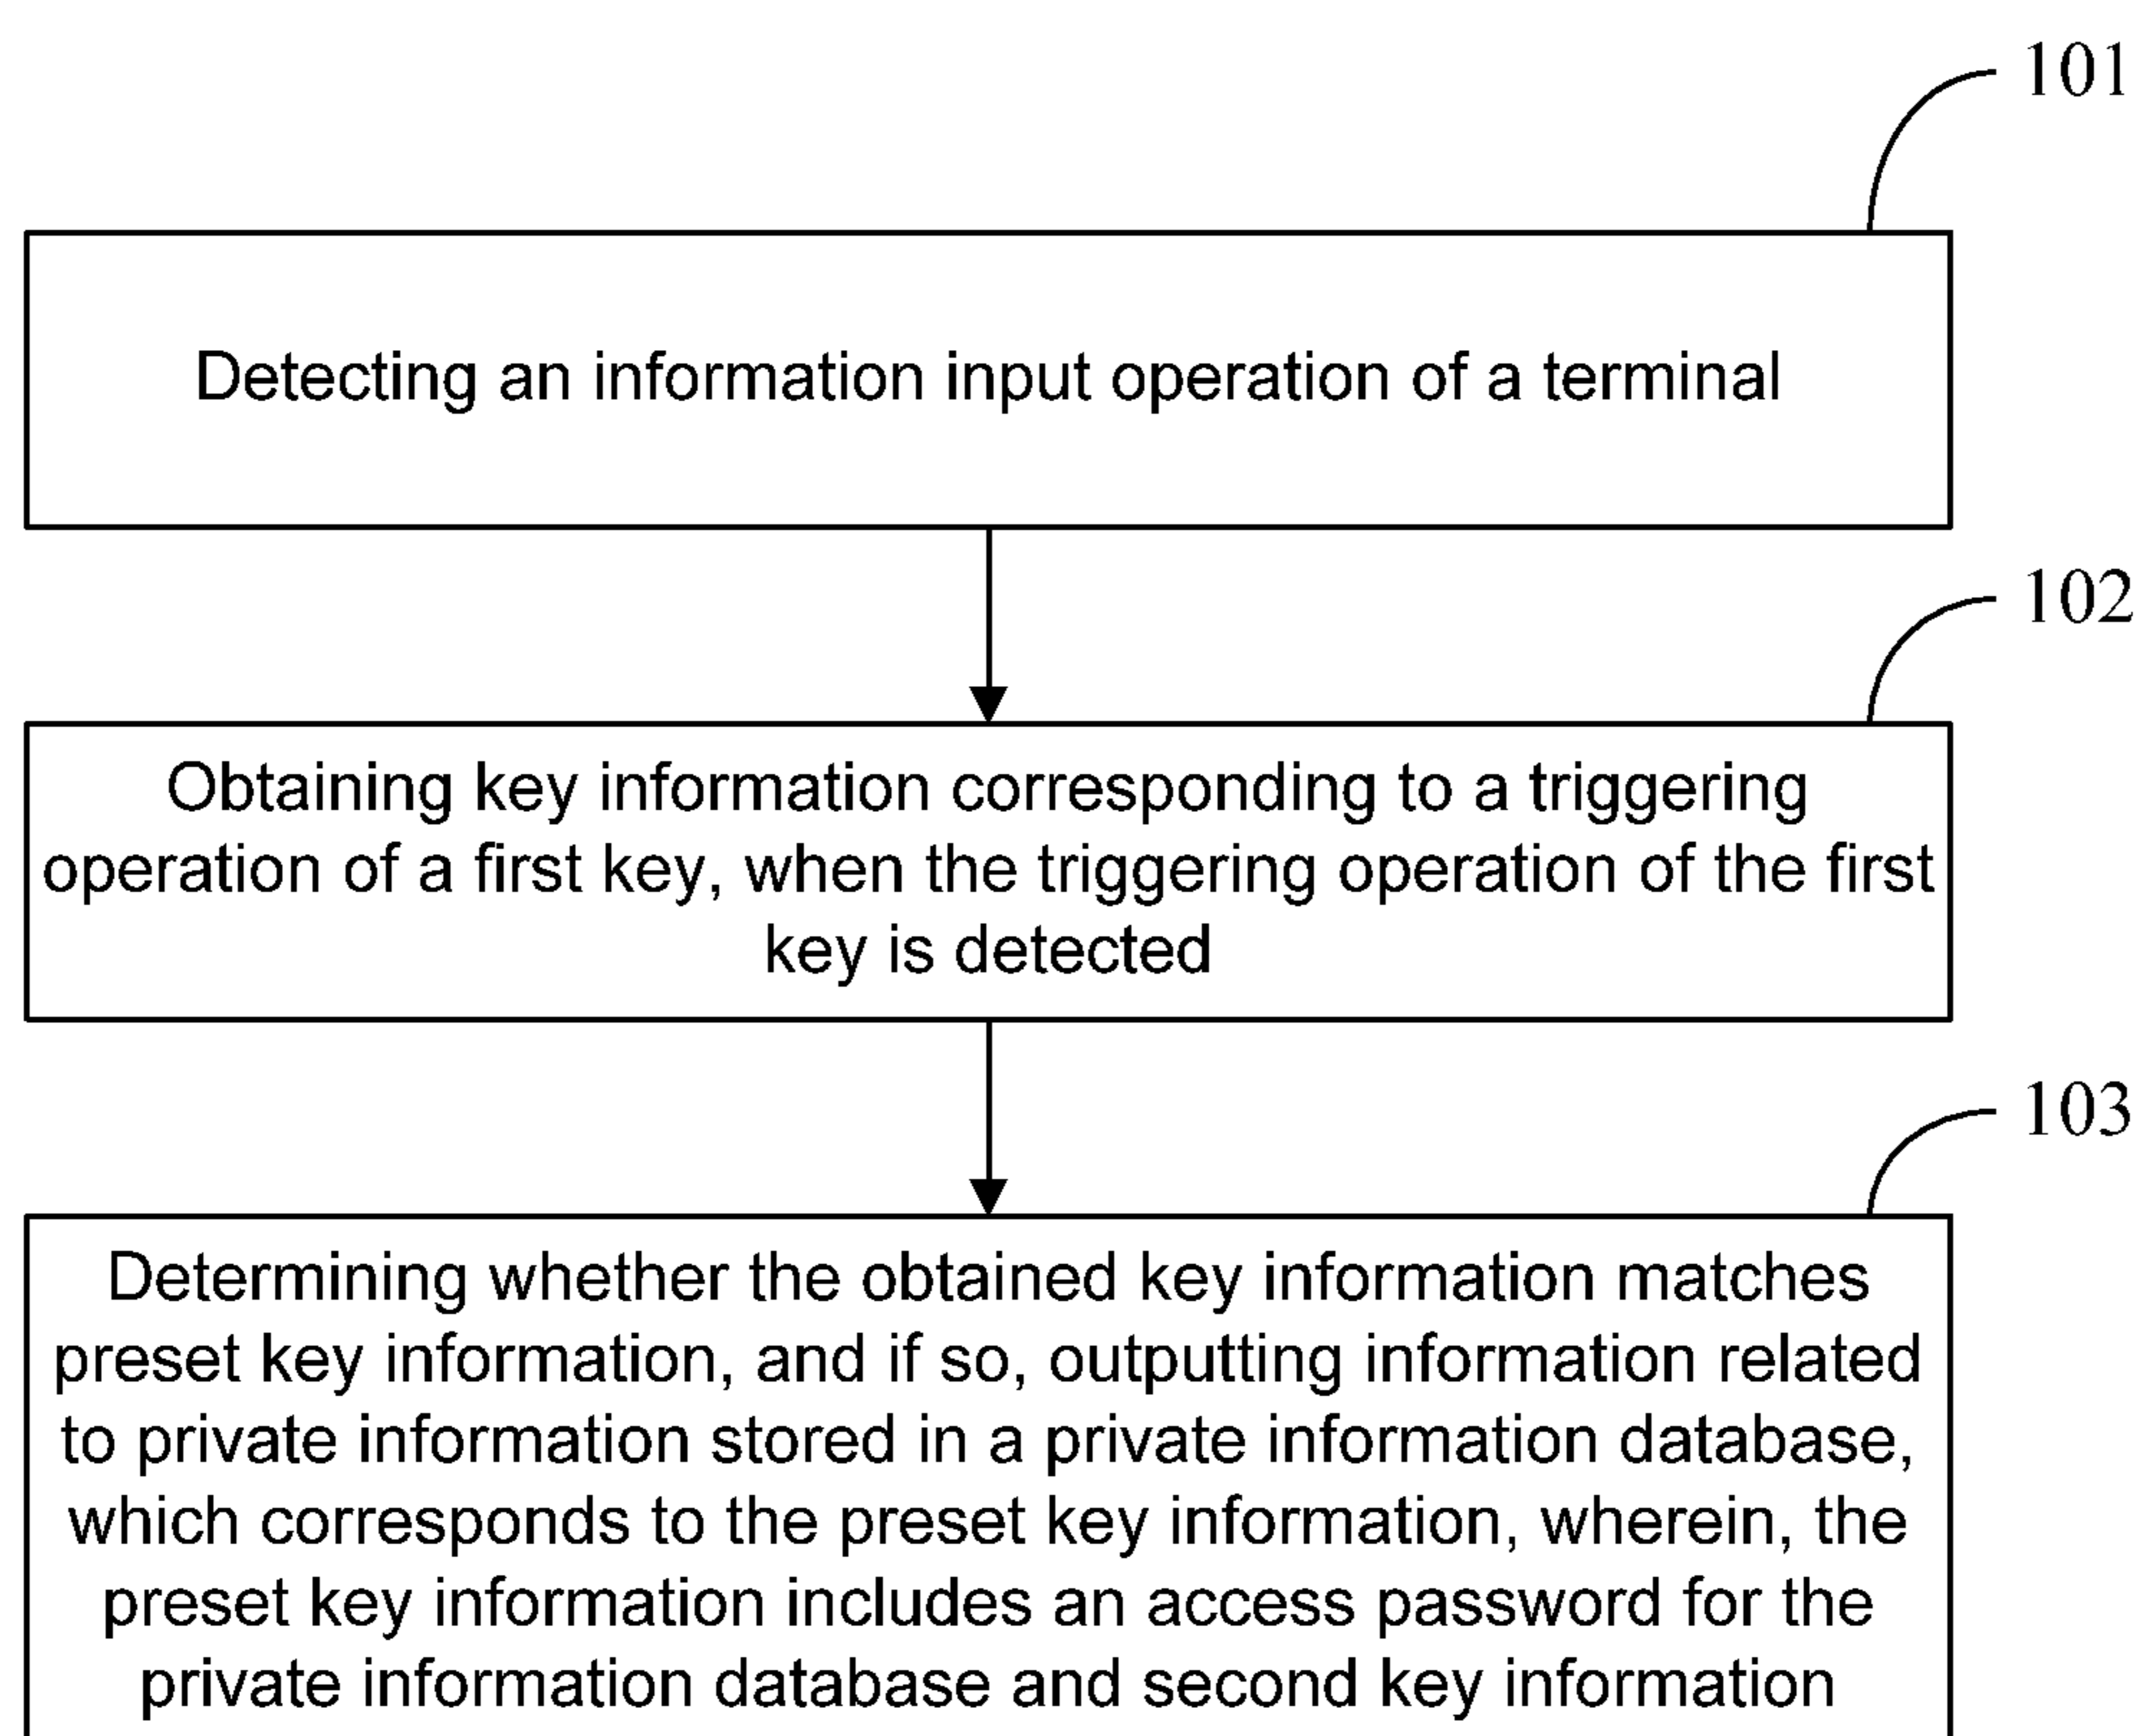 101
Detecting an information input operation of a terminal
102
Obtaining key information corresponding to a triggering
operation of a first key, when the triggering operation of the first
key is detected
103
Determining whether the obtained key information matches
preset key information, and if so, outputting information related
to private information stored in a private information database,
which corresponds to the preset key information, wherein, the
preset key information includes an access password for the
private information database and second key information